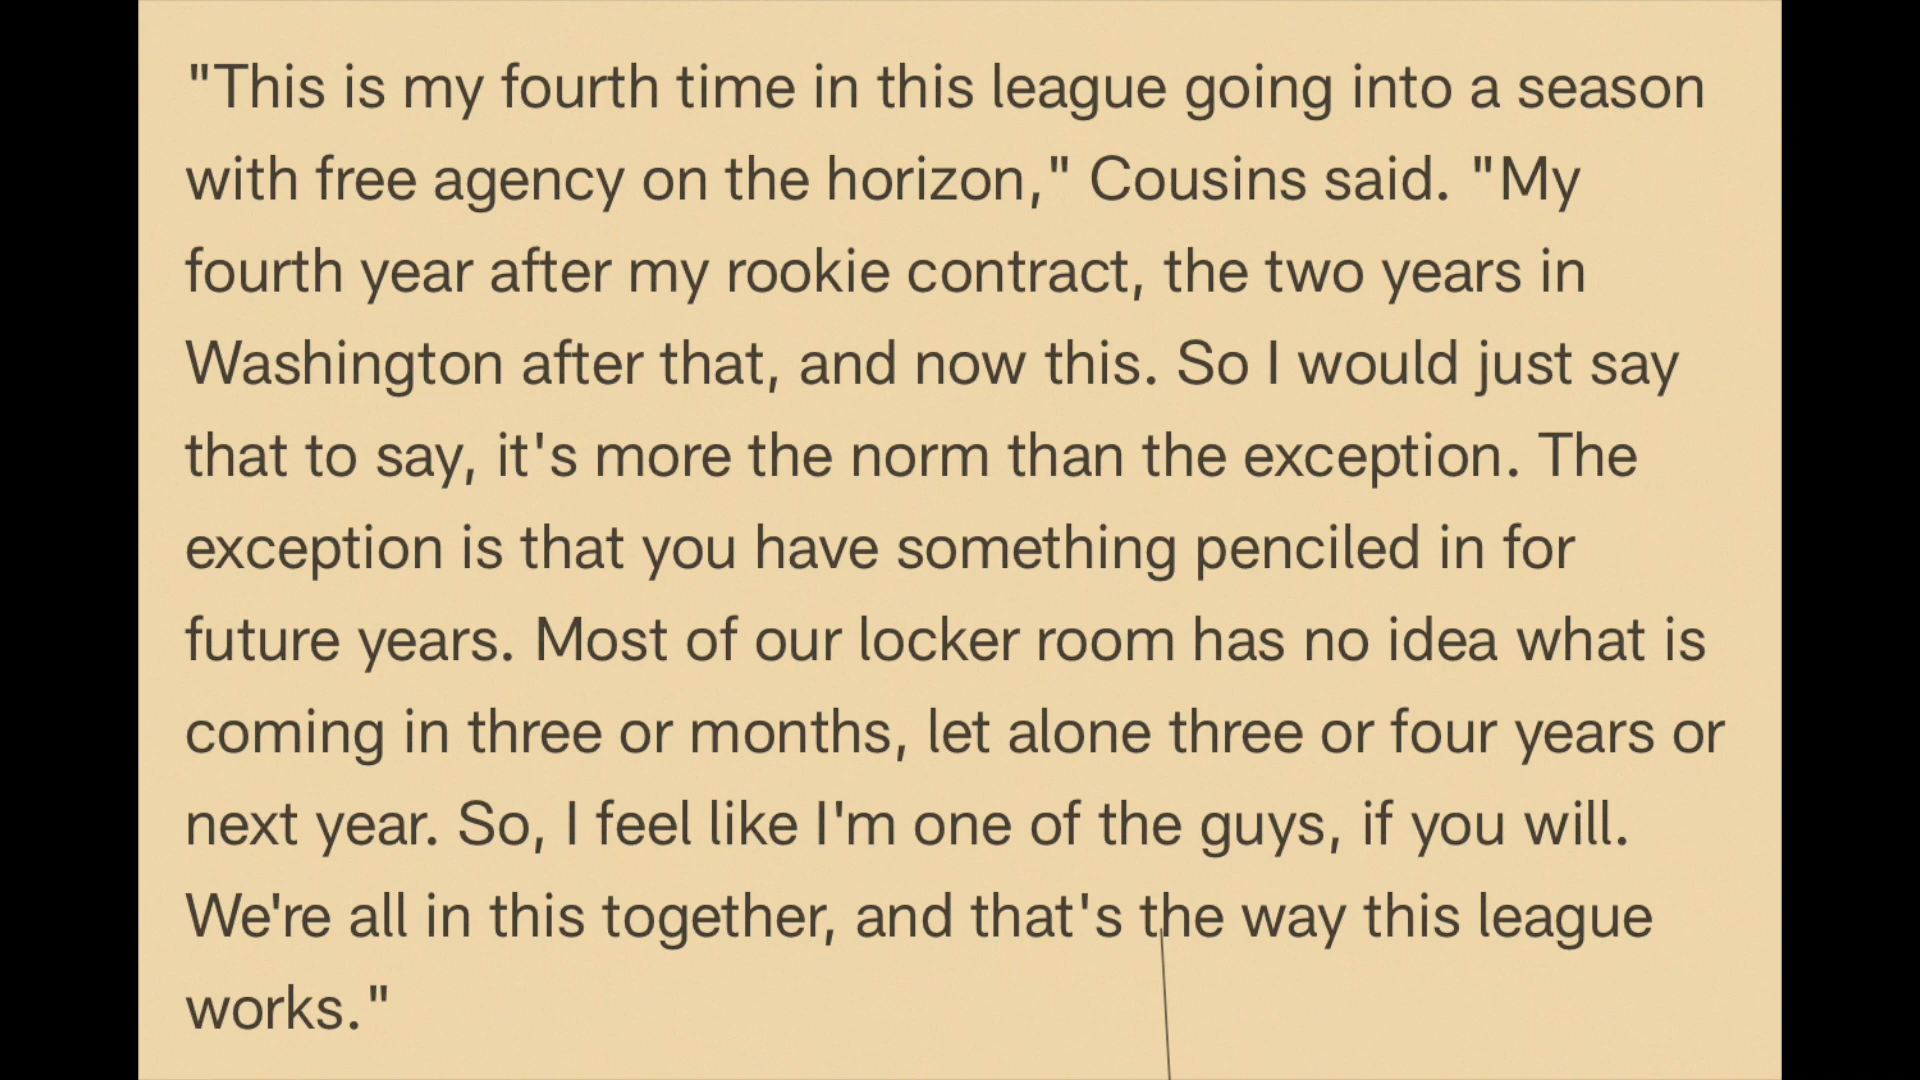 "This is my fourth time in this league going into a season
with free agency on the horizon," Cousins said. "My
fourth year after my rookie contract, the two years in
Washington after that, and now this. So I would just say
that to say, it's more the norm than the exception. The
exception is that you have something penciled in for
future years. Most of our locker room has no idea what is
coming in three or months, let alone three or four years or
next year. So, I feel like I'm one of the guys, if you will.
We're all in this together, and that's the way this league
works."